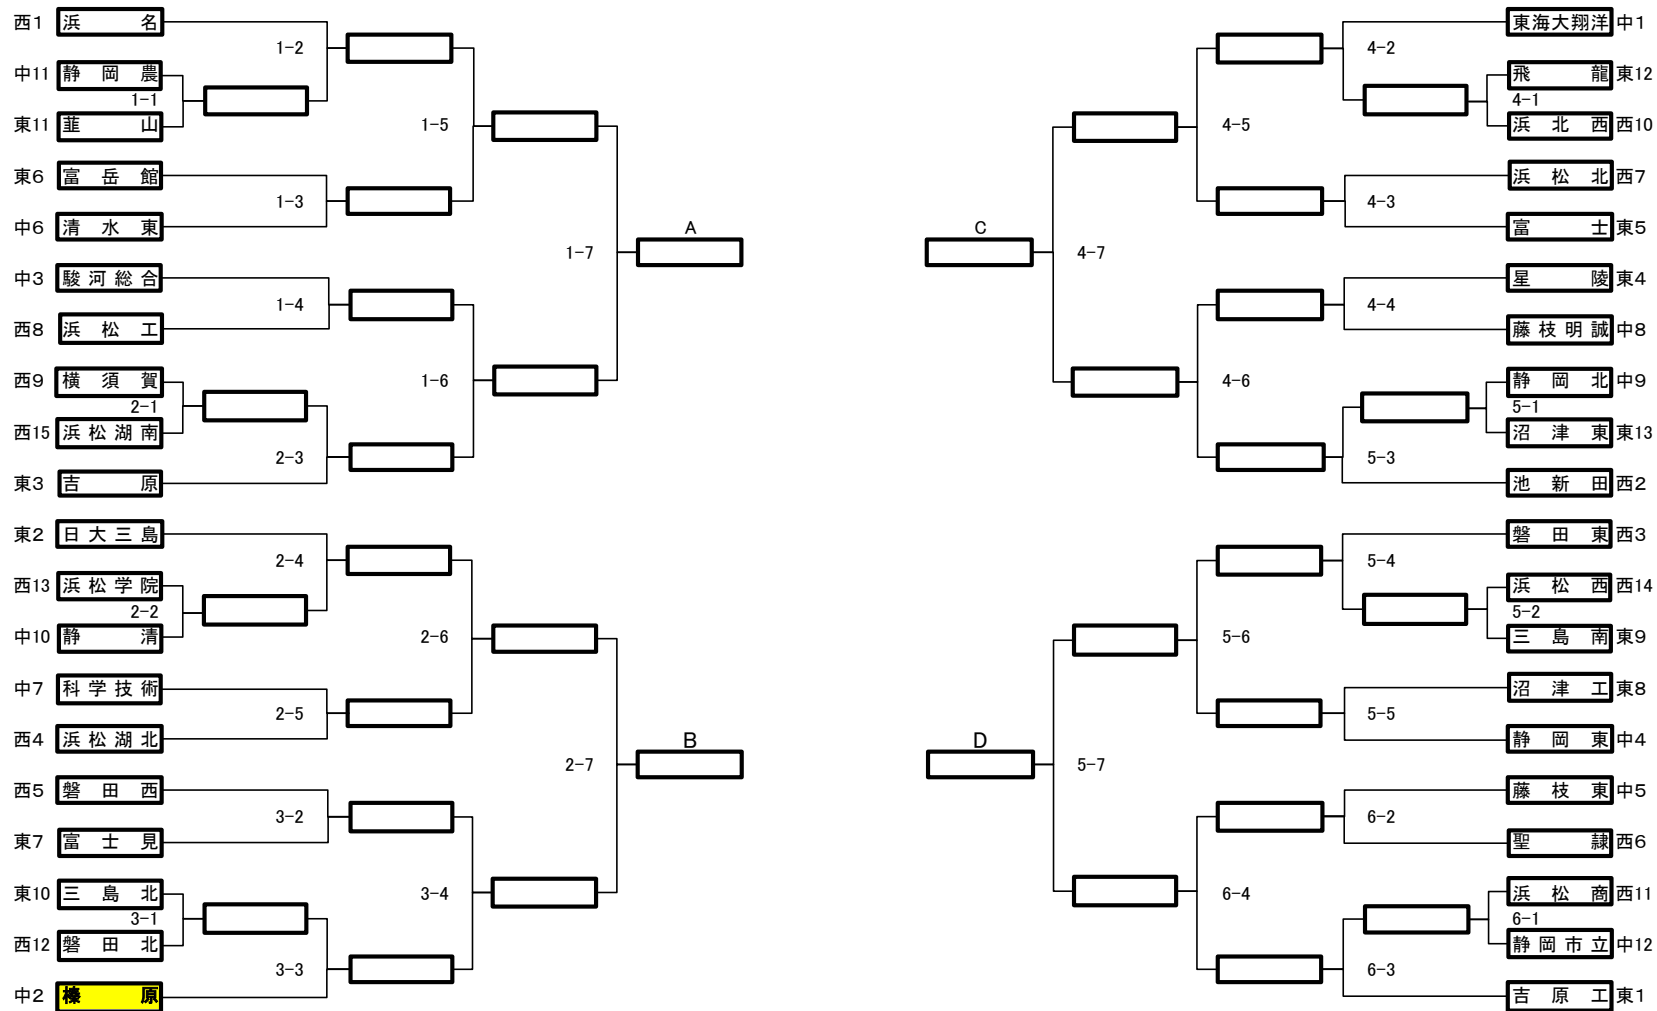 西1 浜名
1-2
中11 静岡農
1-1
東11 韮山
1-5
東6 富岳館
1-3
中6 清水東
A
1-7
中3 駿河総合
1-4
西8 浜松工
西9 横須賀
1-6
2-1
西15 浜松湖南
2-3
東3 吉原
東2 日大三島
2-4
西13 浜松学院
2-2
中10 静清
2-6
中7 科学技術
2-5
西4 浜松湖北
B
2-7
西5 磐田西
3-2
東7 富士見
東10 三島北
3-4
3-1
西12 磐田北
3-3
中2 榛原
東海大翔洋 中1
4-2
飛龍 東12
4-1
浜北西 西10
4-5
浜松北 西7
4-3
富士 東5
C
4-7
星陵 東4
4-4
藤枝明誠 中8
静岡北 中9
4-6
5-1
沼津東 東13
5-3
池新田 西2
磐田東 西3
5-4
浜松西 西14
5-2
三島南 東9
5-6
沼津工 東8
5-5
静岡東 中4
D
5-7
藤枝東 中5
6-2
聖隷 西6
浜松商 西11
6-4
6-1
静岡市立 中12
6-3
吉原工 東1